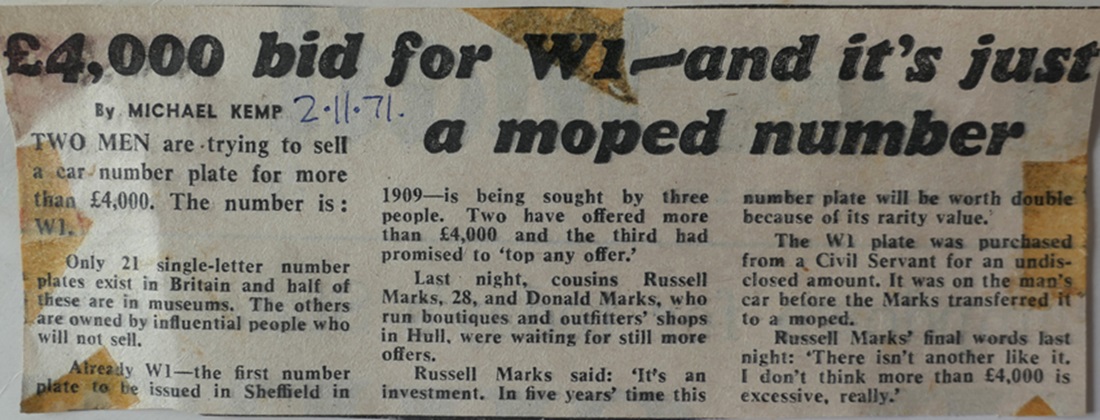 £4,000 bid for W1—and it's just
a moped number
By MICHAEL KEMP 2·11·71.
TWO MEN are trying to sell
a car number plate for more
than £4,000. The number is:
W1.
Only 21 single-letter number
plates exist in Britain and half of
these are in museums. The others
are owned by influential people who
will not sell.
Already W1—the first number
plate to be issued in Sheffield in
1909—is being sought by three
people. Two have offered more
than £4,000 and the third had
promised to 'top any offer.'
Last night, cousins Russell
Marks, 28, and Donald Marks, who
run boutiques and outfitters' shops
in Hull, were waiting for still more
offers.
Russell Marks said: 'It's an
investment. In five years' time this
number plate will be worth double
because of its rarity value.'
The W1 plate was purchased
from a Civil Servant for an undis-
closed amount. It was on the man's
car before the Marks transferred it
to a moped.
Russell Marks' final words last
night: 'There isn't another like it.
I don't think more than £4,000 is
excessive, really.'